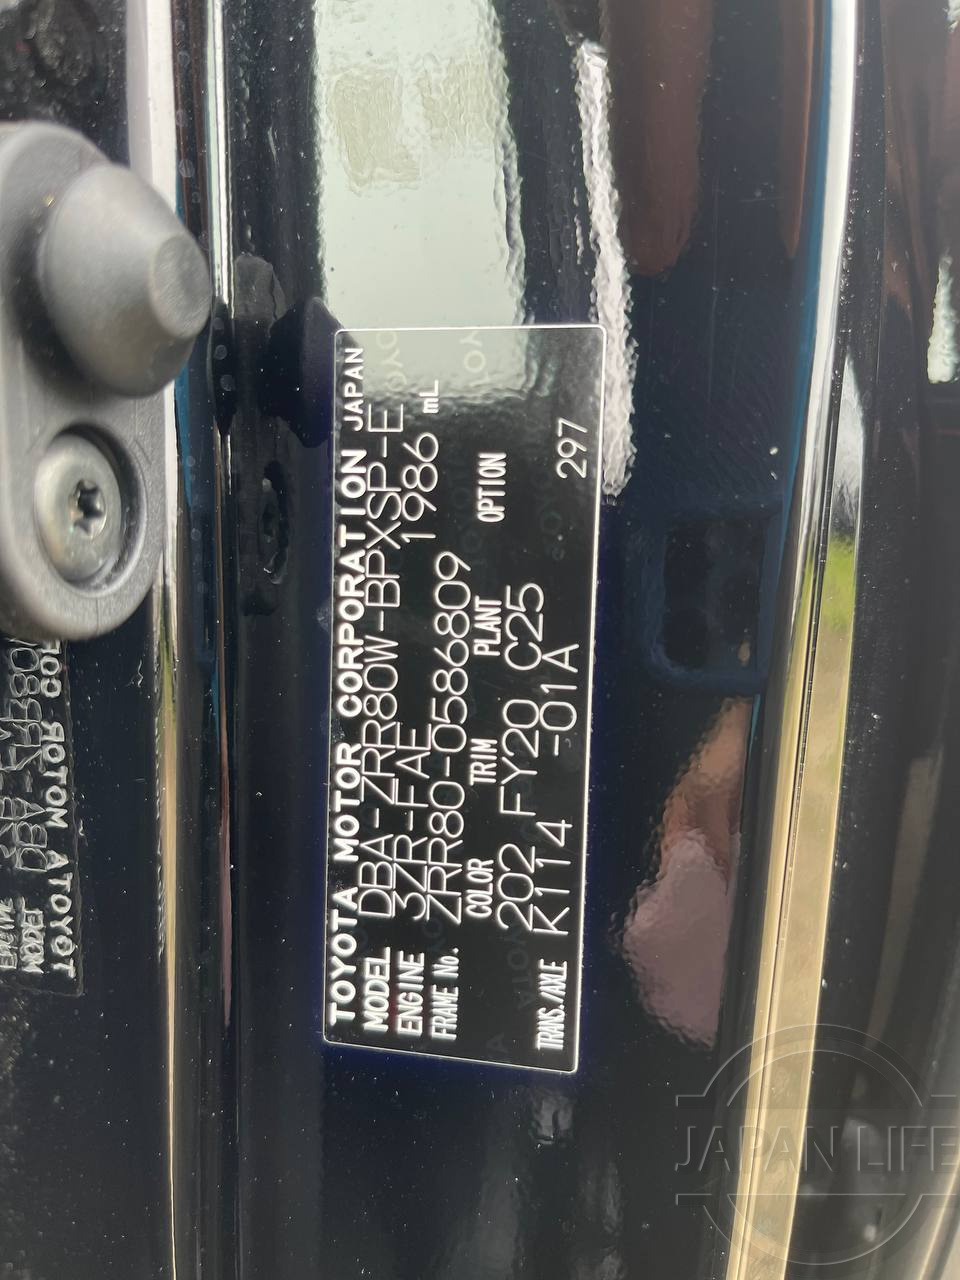 TOYOTA MOTOR CORPORATION JAPAN
MODEL DBA-ZRR80W-BPXSP-E
ENGINE 3ZR-FAE 1986 mL
FRAME No. ZRR80-0586809
COLOR TRIM PLANT OPTION
202 FY20 C25 297
TRANS./AXLE K114 -01A
JAPAN LIFE